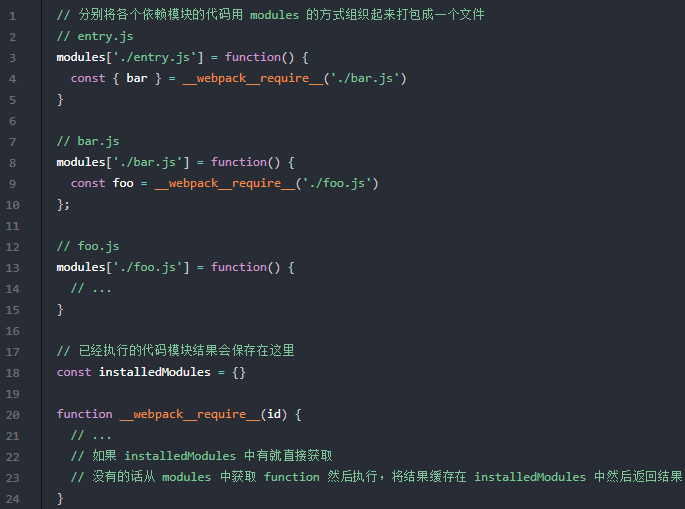 1 // 分别将各个依赖模块的代码用 modules 的方式组织起来打包成一个文件
2 // entry.js
3 modules['./entry.js'] = function() {
4   const { bar } = __webpack__require__('./bar.js')
5 }
6
7 // bar.js
8 modules['./bar.js'] = function() {
9   const foo = __webpack__require__('./foo.js')
10 };
11
12 // foo.js
13 modules['./foo.js'] = function() {
14   // ...
15 }
16
17 // 已经执行的代码模块结果会保存在这里
18 const installedModules = {}
19
20 function __webpack__require__(id) {
21   // ...
22   // 如果 installedModules 中有就直接获取
23   // 没有的话从 modules 中获取 function 然后执行，将结果缓存在 installedModules 中然后返回结果
24 }